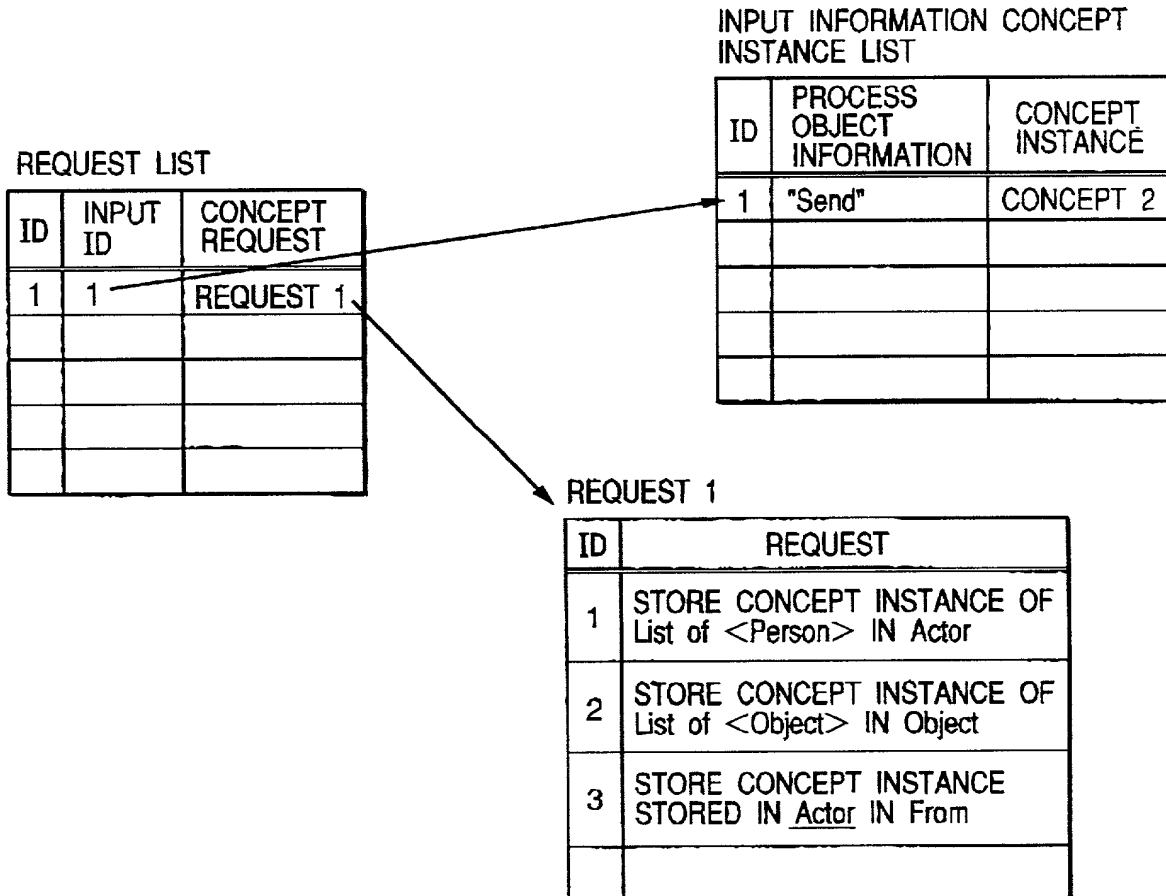 INPUT INFORMATION CONCEPT
INSTANCE LIST
ID
PROCESS
OBJECT
INFORMATION
CONCEPT
INSTANCE
1 "Send" CONCEPT 2
REQUEST LIST
ID
INPUT
ID
CONCEPT
REQUEST
1 1 REQUEST 1
REQUEST 1
ID REQUEST
1
STORE CONCEPT INSTANCE OF
List of <Person> IN Actor
2
STORE CONCEPT INSTANCE OF
List of <Object> IN Object
3
STORE CONCEPT INSTANCE
STORED IN Actor IN From